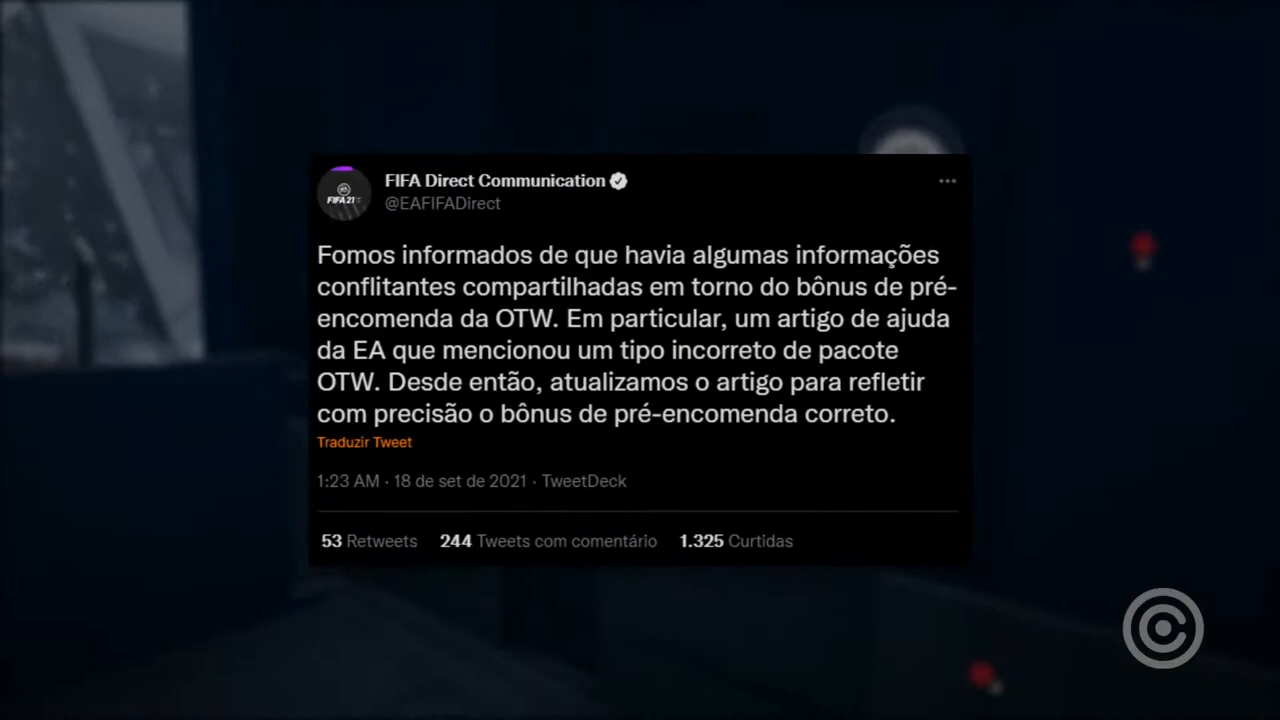 FIFA Direct Communication
@EAFIFADirect
FIFA 21
Fomos informados de que havia algumas informações
conflitantes compartilhadas em torno do bônus de pré-
encomenda da OTW. Em particular, um artigo de ajuda
da EA que mencionou um tipo incorreto de pacote
OTW. Desde então, atualizamos o artigo para refletir
com precisão o bônus de pré-encomenda correto.
Traduzir Tweet
1:23 AM · 18 de set de 2021 · TweetDeck
53 Retweets 244 Tweets com comentário 1.325 Curtidas